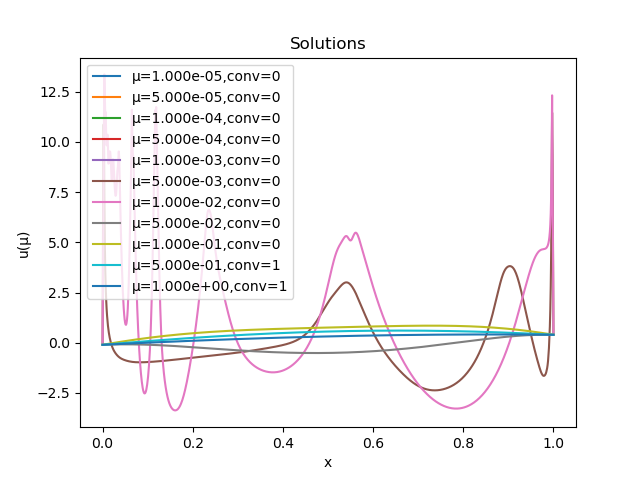 Solutions
12.5
10.0
7.5
5.0
2.5
0.0
−2.5
u(μ)
μ=1.000e-05,conv=0
μ=5.000e-05,conv=0
μ=1.000e-04,conv=0
μ=5.000e-04,conv=0
μ=1.000e-03,conv=0
μ=5.000e-03,conv=0
μ=1.000e-02,conv=0
μ=5.000e-02,conv=0
μ=1.000e-01,conv=0
μ=5.000e-01,conv=1
μ=1.000e+00,conv=1
0.0 0.2 0.4 0.6 0.8 1.0
x